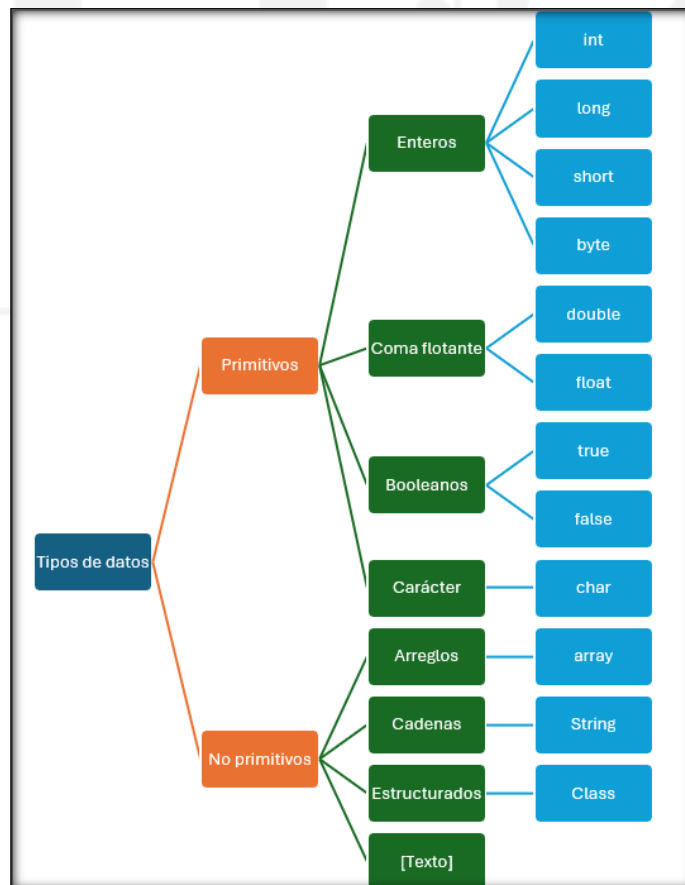 Tipos de datos
Primitivos
Enteros
int
long
short
byte
Coma flotante
double
float
Booleanos
true
false
Carácter
char
No primitivos
Arreglos
array
Cadenas
String
Estructurados
Class
[Texto]